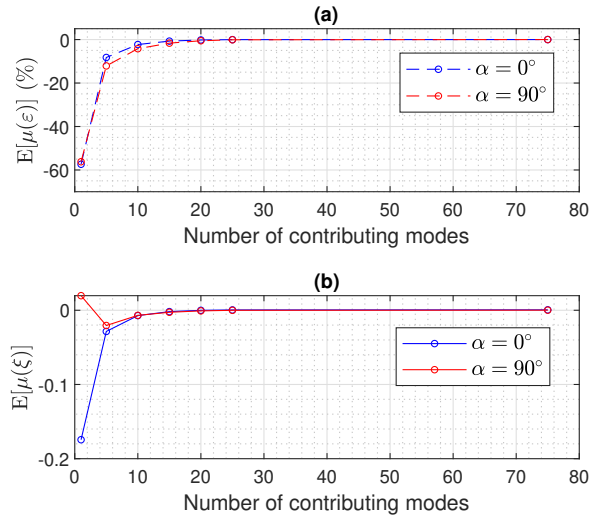 (a)
E[μ(ε)] (%)
0
-20
-40
-60
α = 0°
α = 90°
0 10 20 30 40 50 60 70 80
Number of contributing modes
(b)
E[μ(ξ)]
0
-0.1
-0.2
α = 0°
α = 90°
0 10 20 30 40 50 60 70 80
Number of contributing modes